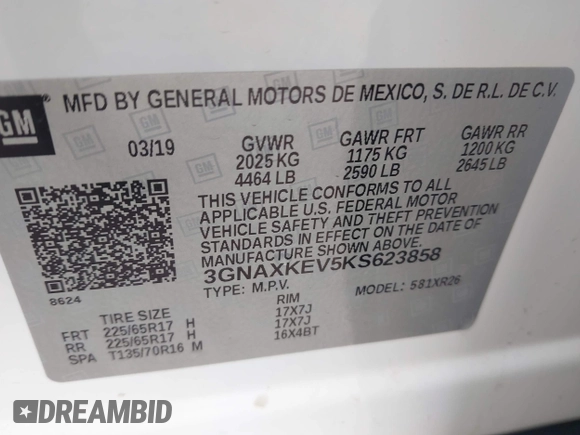 GM
MFD BY GENERAL MOTORS DE MEXICO, S. DE R.L. DE C.V.
03/19 GVWR GAWR FRT GAWR RR
2025 KG 1175 KG 1200 KG
4464 LB 2590 LB 2645 LB
THIS VEHICLE CONFORMS TO ALL
APPLICABLE U.S. FEDERAL MOTOR
VEHICLE SAFETY AND THEFT PREVENTION
STANDARDS IN EFFECT ON THE DATE OF
MANUFACTURE SHOWN ABOVE.
3GNAXKEV5KS623858
8624 TYPE: M.P.V. MODEL: 581XR26
TIRE SIZE RIM
FRT 225/65R17 H 17X7J
RR 225/65R17 H 17X7J
SPA T135/70R16 M 16X4BT
DREAMBID